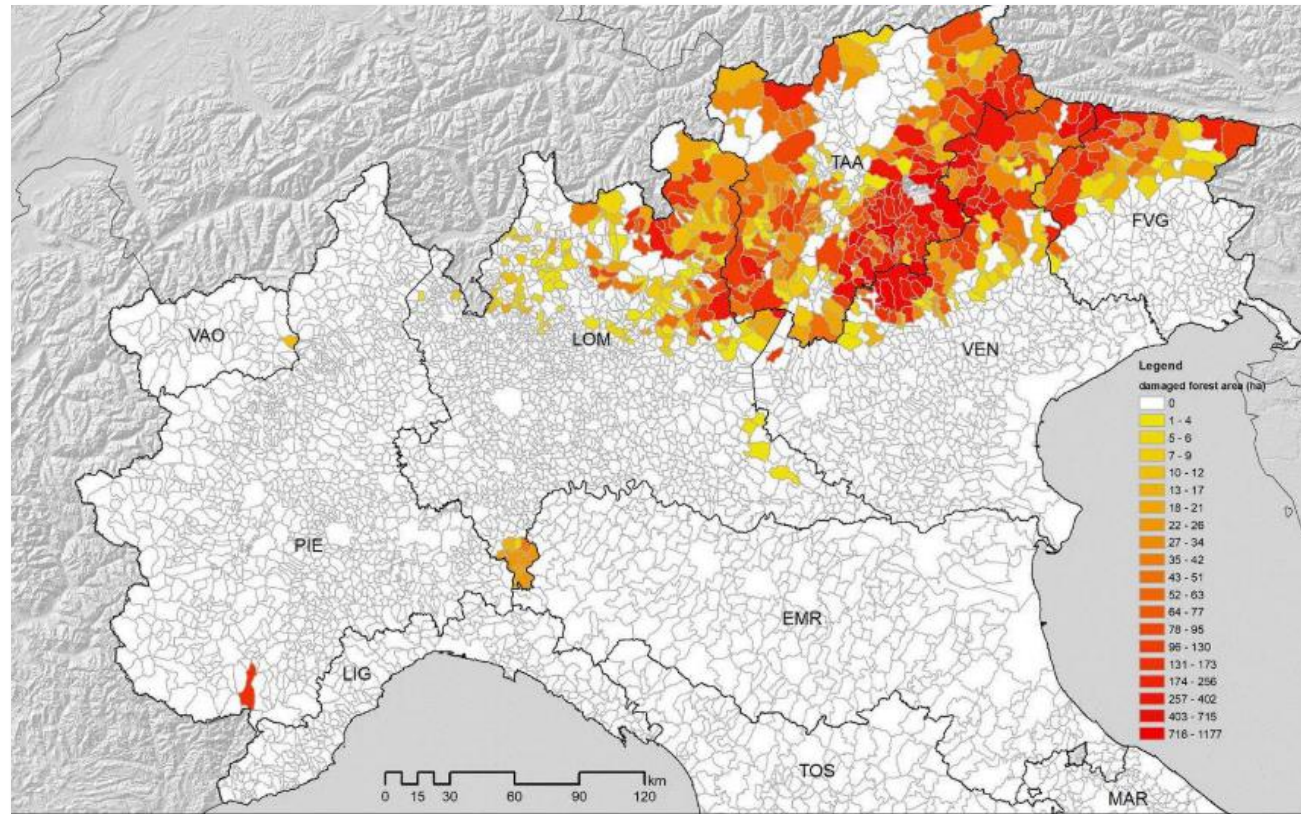 TAA
FVG
VAO
LOM
VEN
Legend
damaged forest area (ha)
0
1 - 4
5 - 6
7 - 9
10 - 12
13 - 17
18 - 21
22 - 26
27 - 34
35 - 42
43 - 51
52 - 63
64 - 77
78 - 95
96 - 130
131 - 173
174 - 256
257 - 402
403 - 715
716 - 1177
PIE
EMR
LIG
TOS
MAR
km
0 15 30 60 90 120